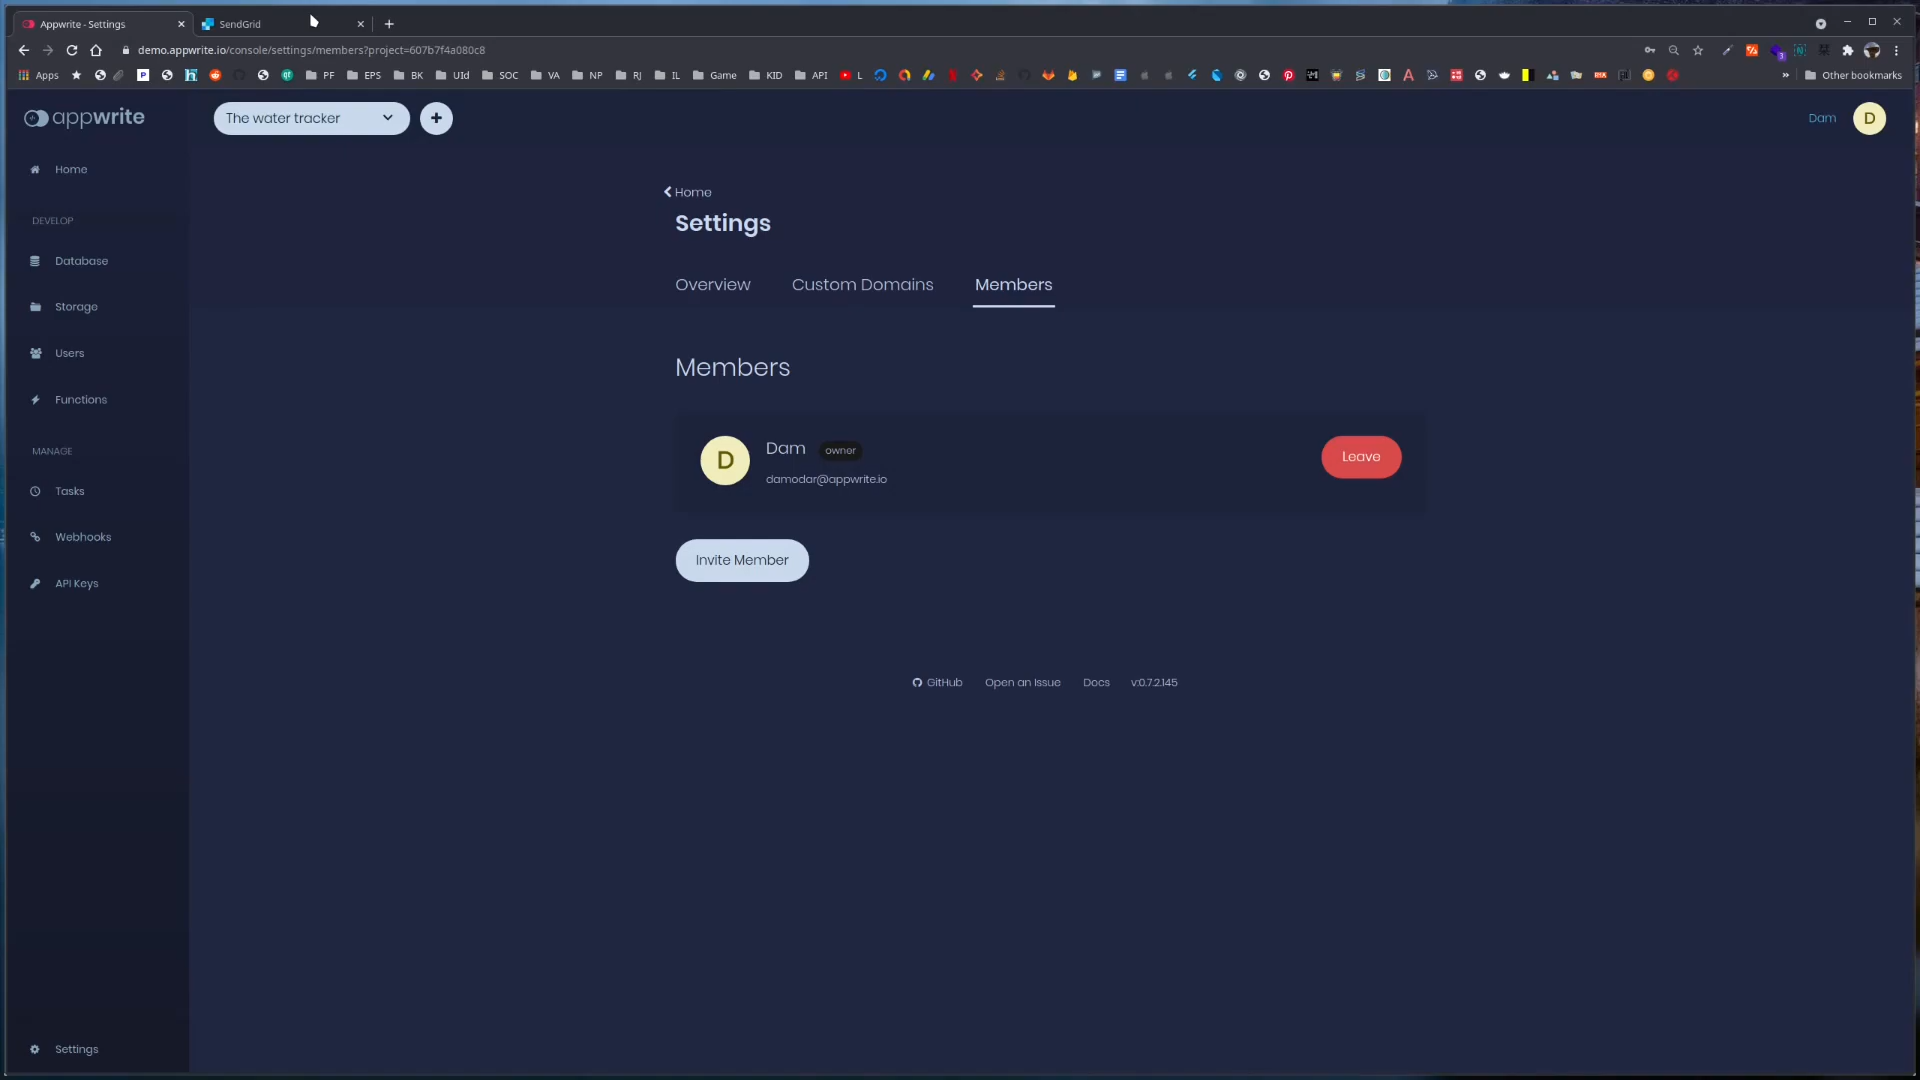 Appwrite - Settings
SendGrid
demo.appwrite.io/console/settings/members?project=607b7f4a080c8
Apps
PF
EPS
BK
UId
SOC
VA
NP
RJ
IL
Game
KID
API
L
Other bookmarks
appwrite
The water tracker
Dam
D
Home
DEVELOP
Database
Storage
Users
Functions
MANAGE
Tasks
Webhooks
API Keys
Settings
Home
Settings
Overview
Custom Domains
Members
Members
D
Dam
owner
damodar@appwrite.io
Leave
Invite Member
GitHub
Open an Issue
Docs
v:0.7.2.145